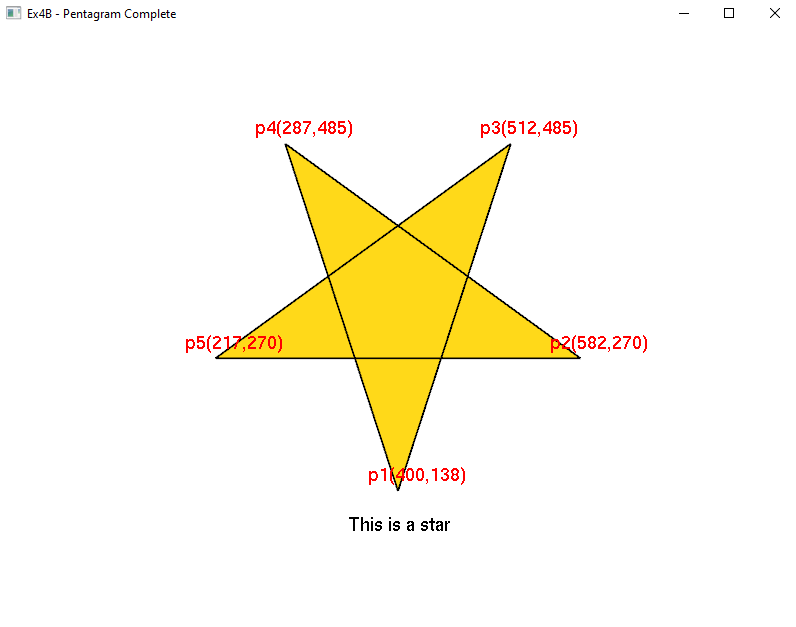 Ex4B - Pentagram Complete
p4(287,485)
p3(512,485)
p5(217,270)
p2(582,270)
p1(400,138)
This is a star